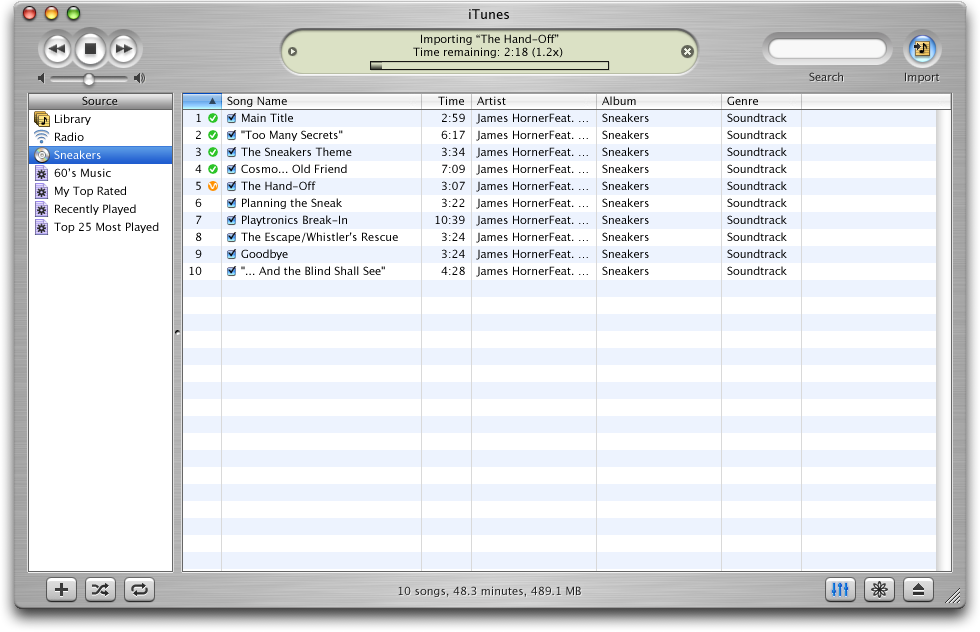 iTunes
Importing “The Hand-Off”
Time remaining: 2:18 (1.2x)
Search
Import
Source
Library
Radio
Sneakers
60's Music
My Top Rated
Recently Played
Top 25 Most Played
Song Name Time Artist Album Genre
1 Main Title 2:59 James HornerFeat. ... Sneakers Soundtrack
2 "Too Many Secrets" 6:17 James HornerFeat. ... Sneakers Soundtrack
3 The Sneakers Theme 3:34 James HornerFeat. ... Sneakers Soundtrack
4 Cosmo... Old Friend 7:09 James HornerFeat. ... Sneakers Soundtrack
5 The Hand-Off 3:07 James HornerFeat. ... Sneakers Soundtrack
6 Planning the Sneak 3:22 James HornerFeat. ... Sneakers Soundtrack
7 Playtronics Break-In 10:39 James HornerFeat. ... Sneakers Soundtrack
8 The Escape/Whistler's Rescue 3:24 James HornerFeat. ... Sneakers Soundtrack
9 Goodbye 3:24 James HornerFeat. ... Sneakers Soundtrack
10 "... And the Blind Shall See" 4:28 James HornerFeat. ... Sneakers Soundtrack
10 songs, 48.3 minutes, 489.1 MB